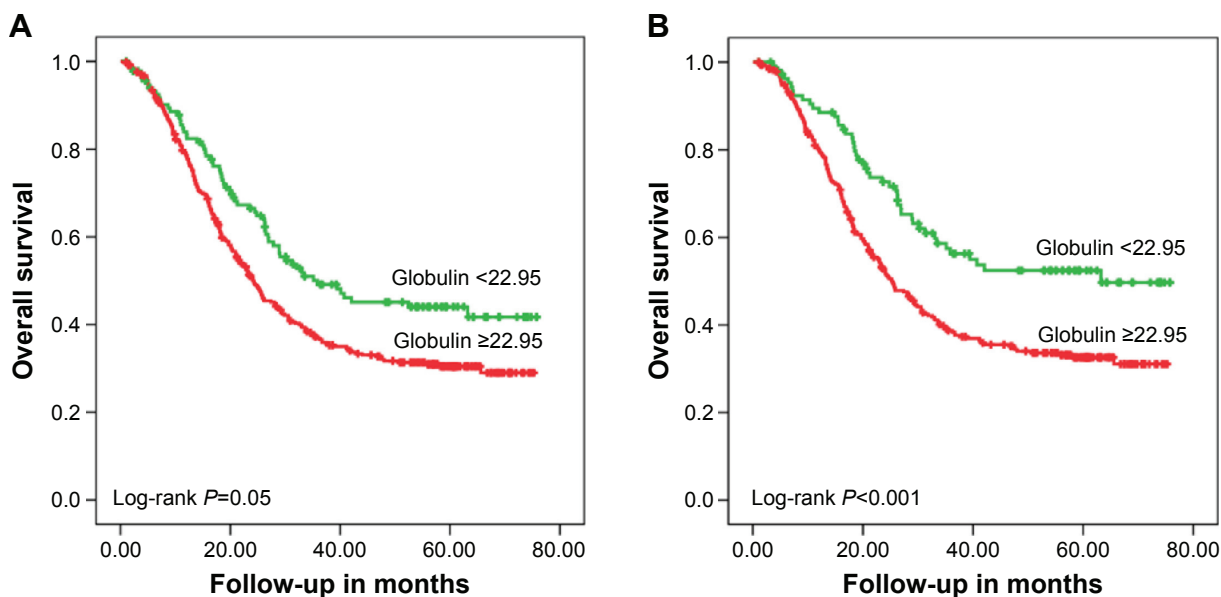 A
Overall survival
1.0
0.8
0.6
0.4
0.2
0.0
Globulin <22.95
Globulin ≥22.95
Log-rank P=0.05
0.00 20.00 40.00 60.00 80.00
Follow-up in months
B
Overall survival
1.0
0.8
0.6
0.4
0.2
0.0
Globulin <22.95
Globulin ≥22.95
Log-rank P<0.001
0.00 20.00 40.00 60.00 80.00
Follow-up in months